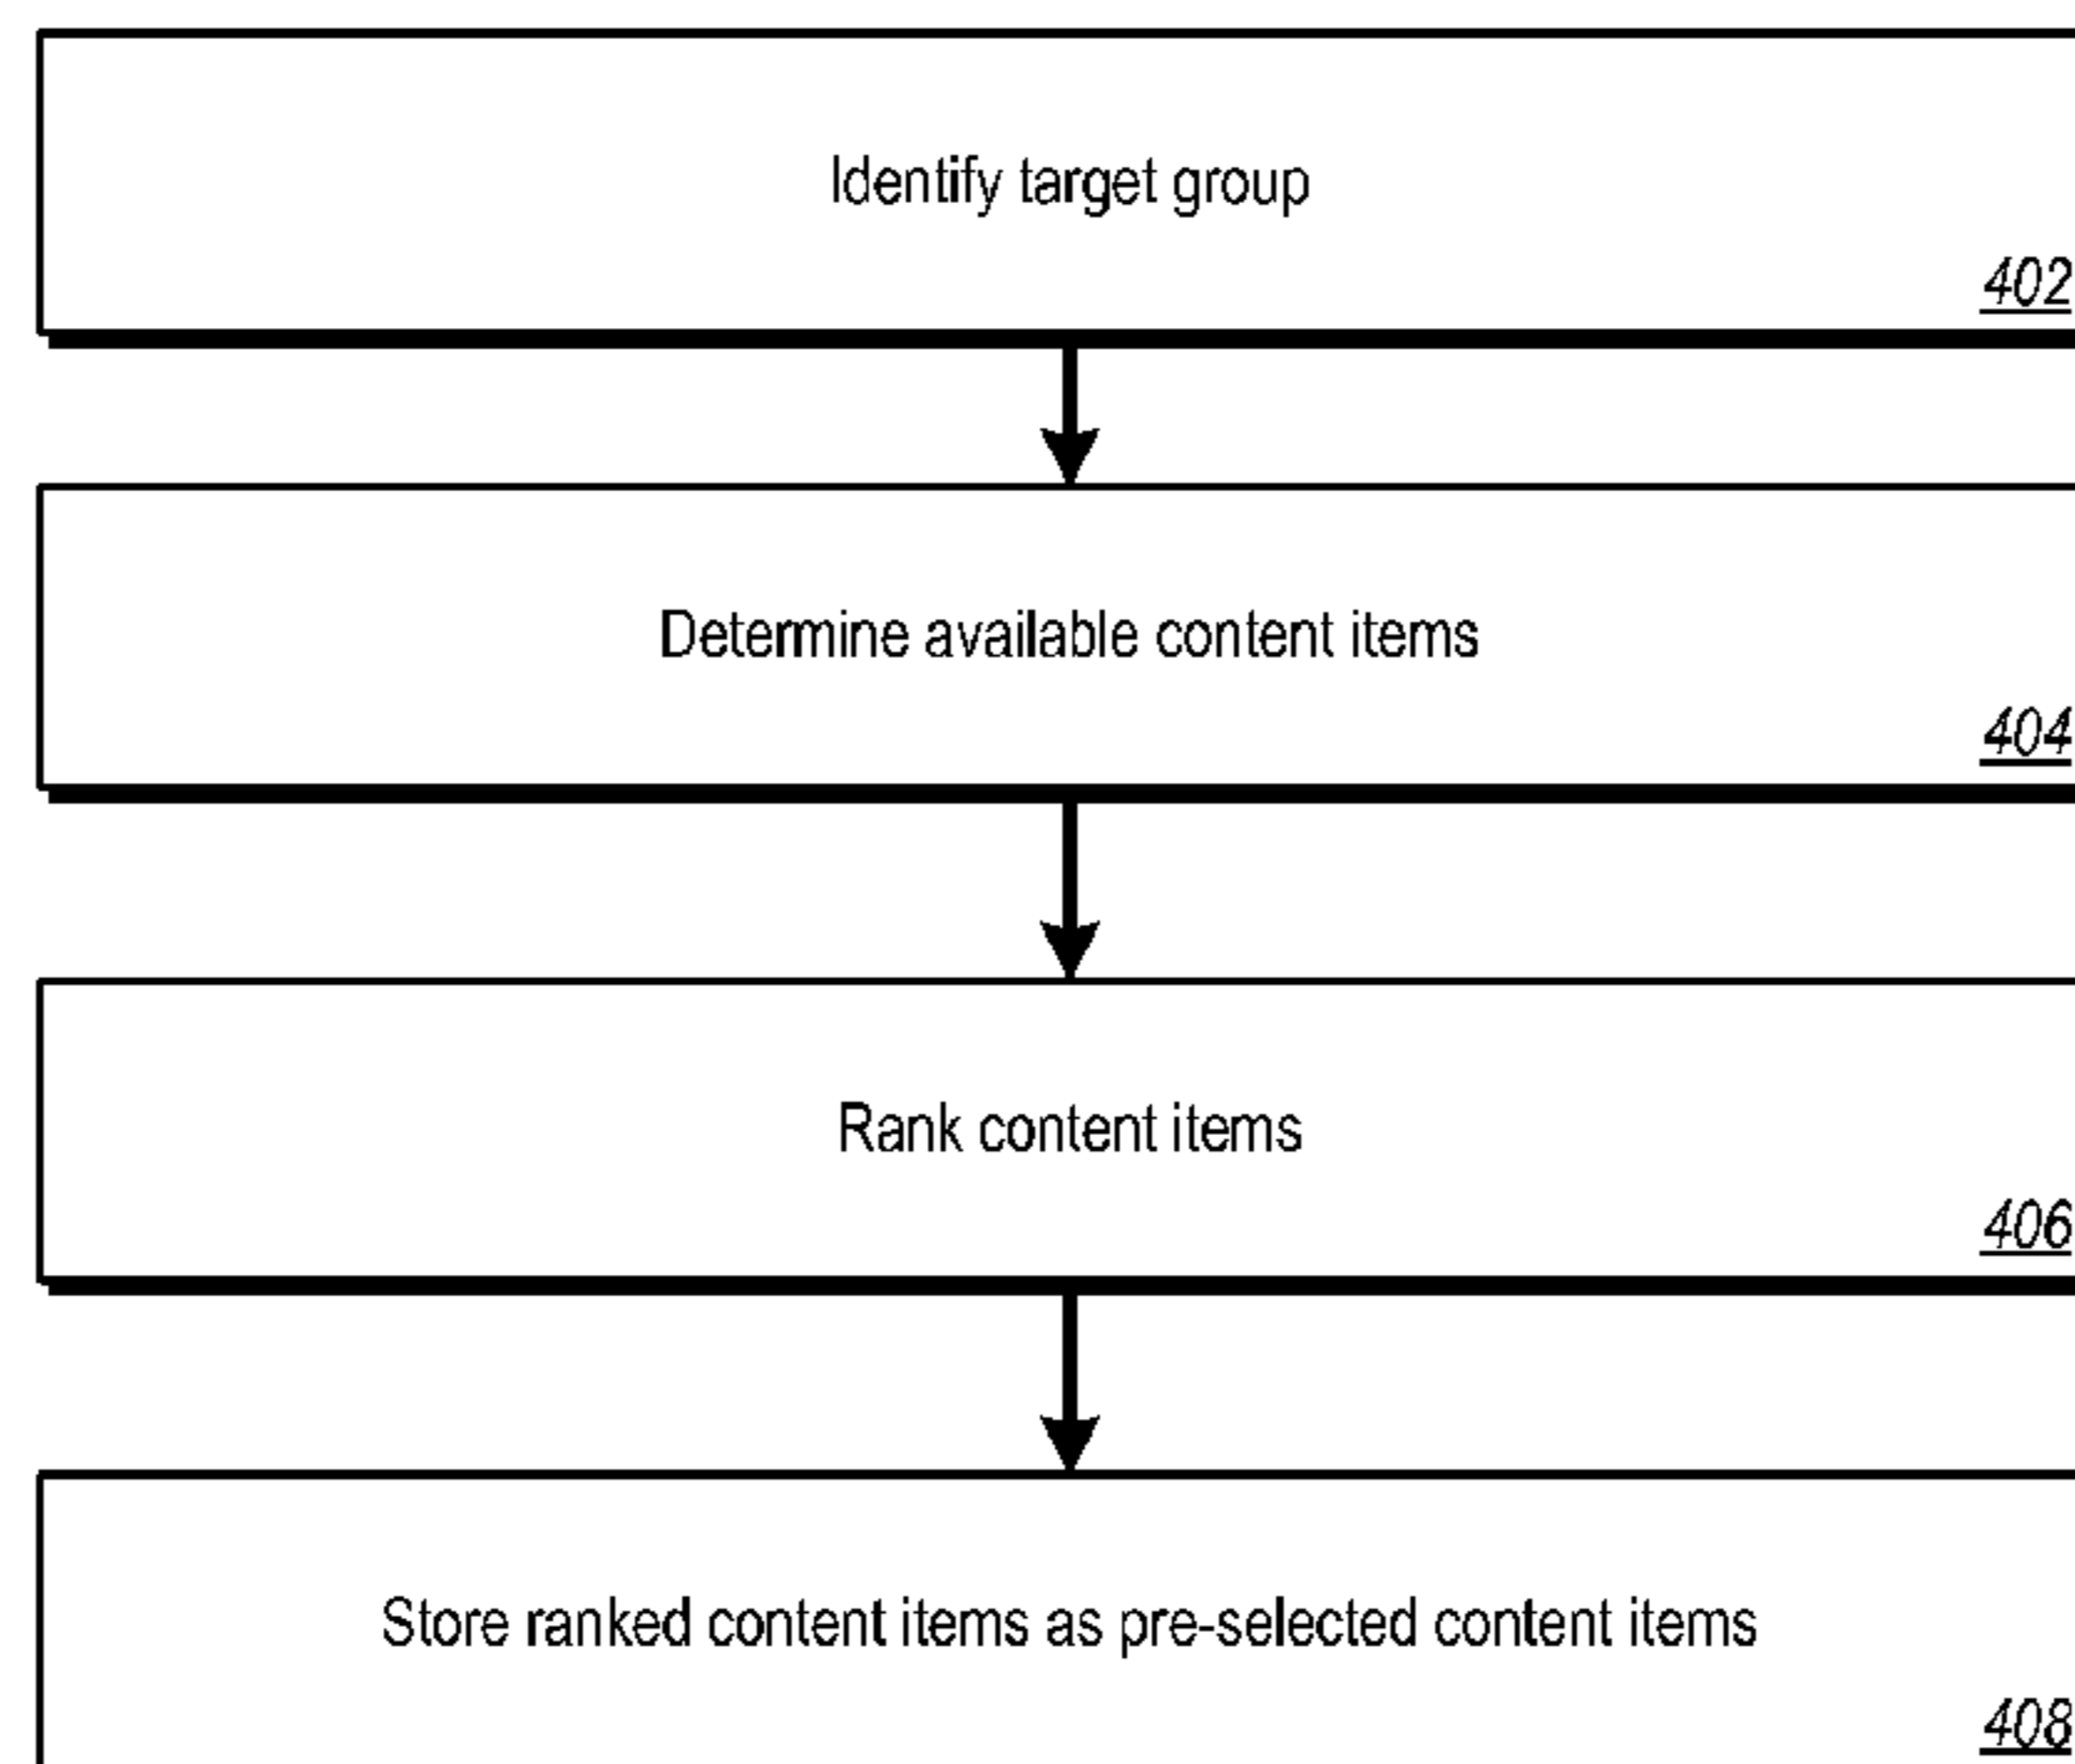 Identify target group
402
Determine available content items
404
Rank content items
406
Store ranked content items as pre-selected content items
408